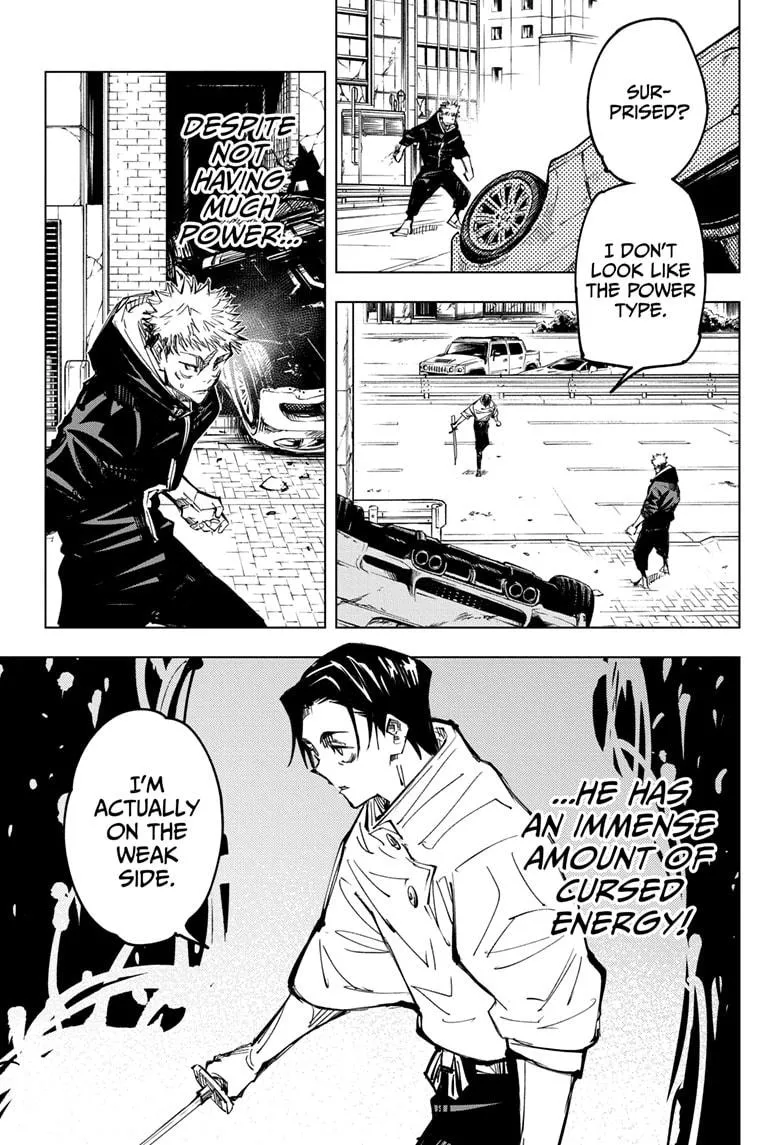 SUR-
PRISED?
I DON'T
LOOK LIKE
THE POWER
TYPE.
DESPITE
NOT
HAVING
MUCH
POWER...
...HE HAS
AN IMMENSE
AMOUNT OF
CURSED
ENERGY!
I'M
ACTUALLY
ON THE
WEAK
SIDE.